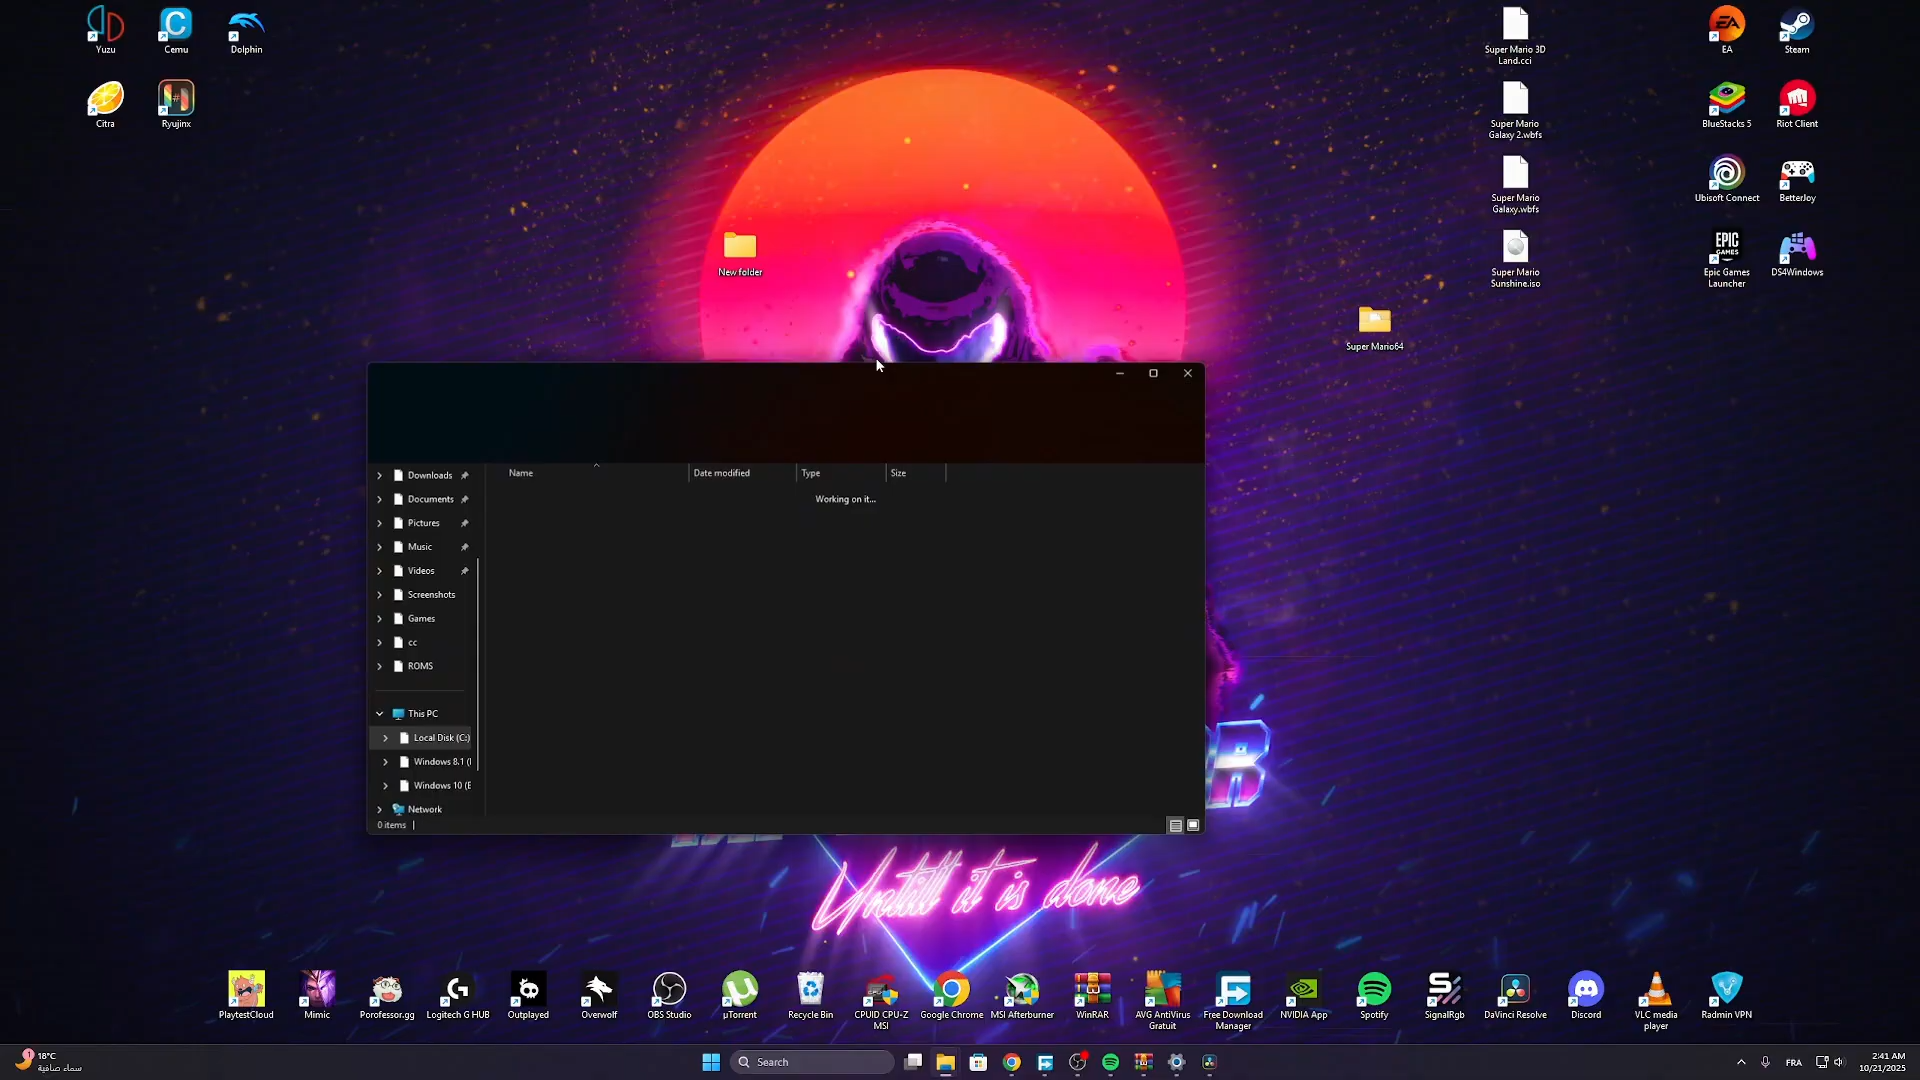 Yuzu
Cemu
Dolphin
Citra
Ryujinx
New folder
Super Mario 3D
Land.cci
Super Mario
Galaxy 2.wbfs
Super Mario
Galaxy.wbfs
Super Mario
Sunshine.iso
Super Mario64
EA
Steam
BlueStacks 5
Riot Client
Ubisoft Connect
BetterJoy
EPIC
GAMES
Epic Games
Launcher
DS4Windows
Name
Date modified
Type
Size
Working on it...
Downloads
Documents
Pictures
Music
Videos
Screenshots
Games
cc
ROMS
This PC
Local Disk (C:)
Windows 8.1 (
Windows 10 (E
Network
0 items
Untill it is done
PlaytestCloud
Mimic
Porofessor.gg
Logitech G HUB
Outplayed
Overwolf
OBS Studio
µTorrent
Recycle Bin
CPUID CPU-Z
MSI
Google Chrome
MSI Afterburner
WinRAR
AVG AntiVirus
Gratuit
Free Download
Manager
NVIDIA App
Spotify
SignalRgb
DaVinci Resolve
Discord
VLC media
player
Radmin VPN
1
18°C
سماء صافية
Search
FRA
2:41 AM
10/21/2025